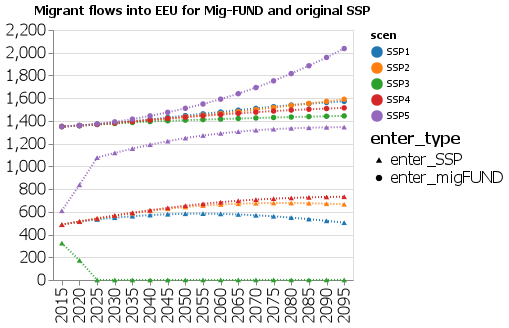 Migrant flows into EEU for Mig-FUND and original SSP
2,200
2,000
1,800
1,600
1,400
1,200
1,000
800
600
400
200
0
2015
2020
2025
2030
2035
2040
2045
2050
2055
2060
2065
2070
2075
2080
2085
2090
2095
scen
SSP1
SSP2
SSP3
SSP4
SSP5
enter_type
enter_SSP
enter_migFUND